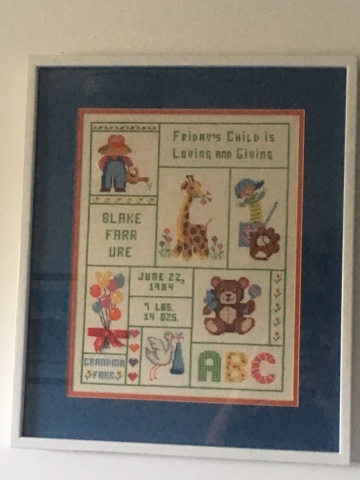 Friday's Child is
Loving and Giving
BLAKE
FARR
URE
JUNE 22,
1984
7 LBS.
14 OZS.
GRANDMA
FARR
ABC